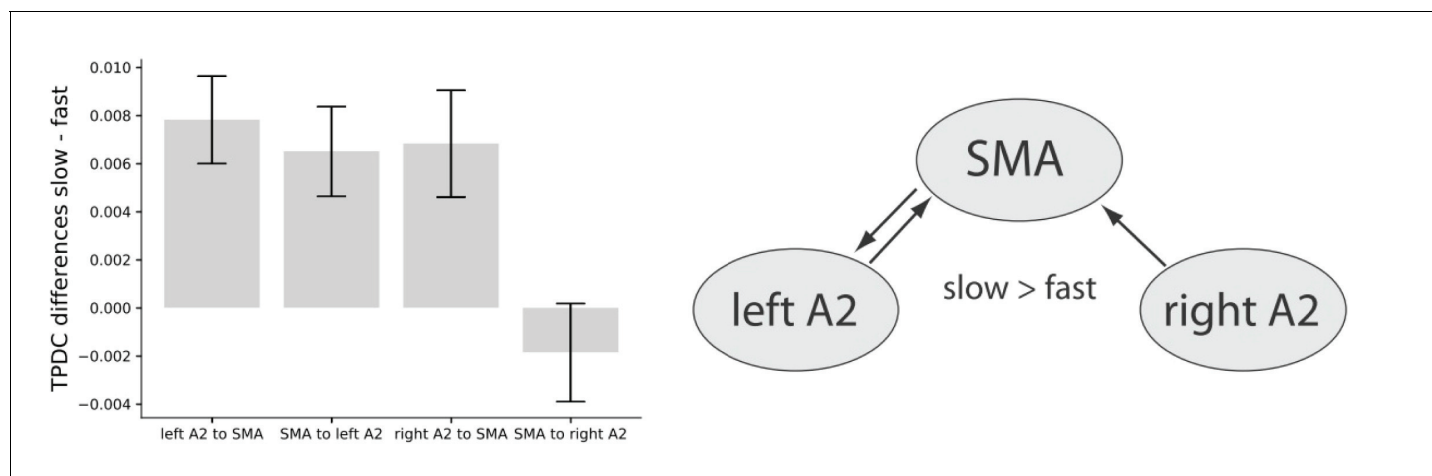 TPDC differences slow - fast
0.010
0.008
0.006
0.004
0.002
0.000
−0.002
−0.004
left A2 to SMA
SMA to left A2
right A2 to SMA
SMA to right A2
SMA
left A2
slow > fast
right A2